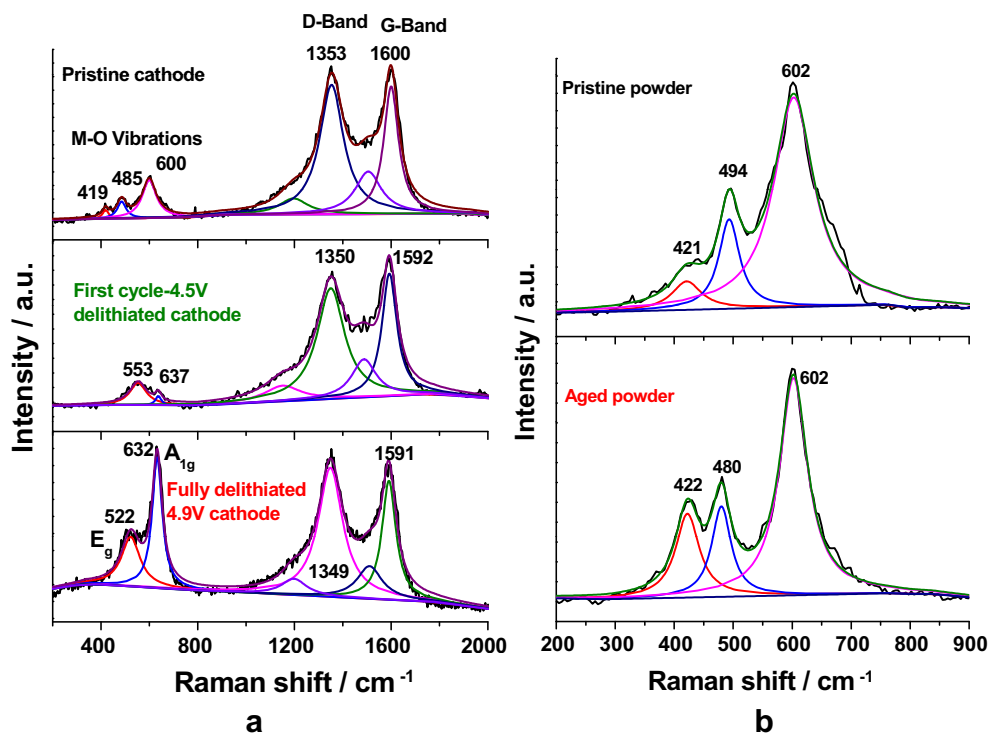 D-Band
G-Band
1353
1600
Pristine cathode
M-O Vibrations
600
485
419
1350
1592
First cycle-4.5V
delithiated cathode
553
637
632
A1g
1591
Fully delithiated
4.9V cathode
522
Eg
1349
400 800 1200 1600 2000
Raman shift / cm -1
Intensity / a.u.
a
602
Pristine powder
494
421
602
Aged powder
480
422
200 300 400 500 600 700 800 900
Raman shift / cm -1
Intensity / a.u.
b